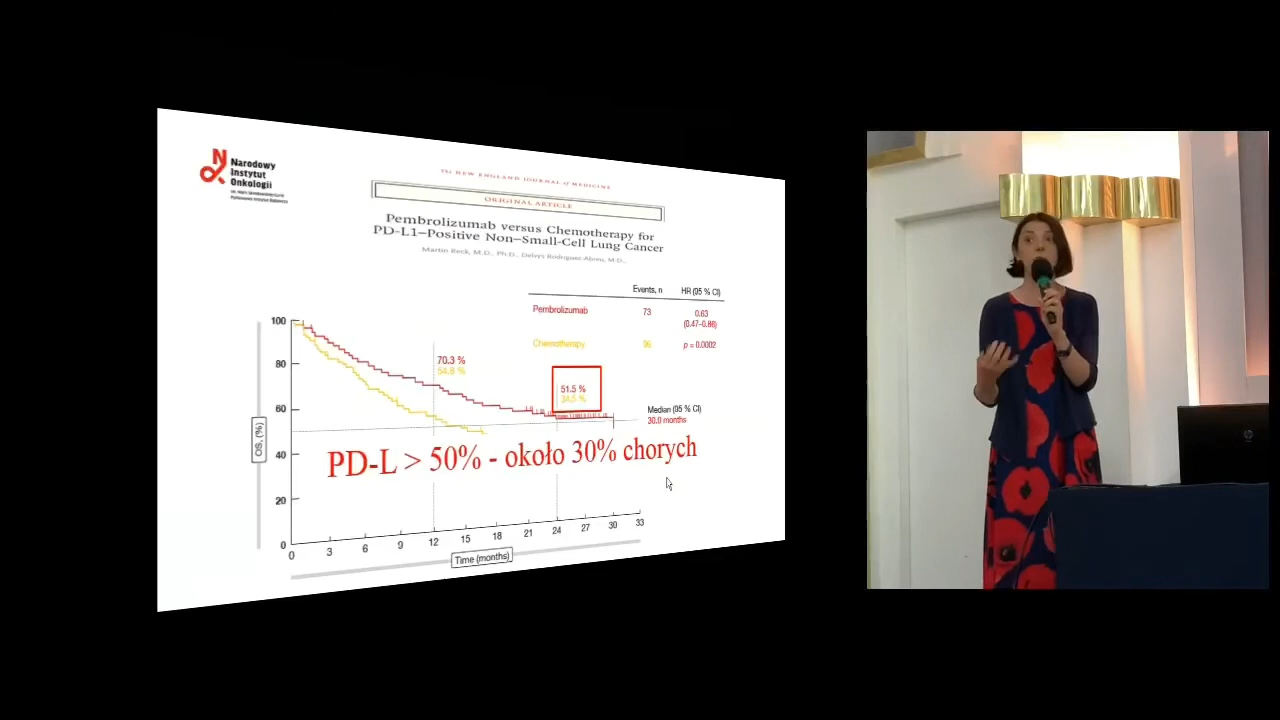 Narodowy
Instytut
Onkologii
THE NEW ENGLAND JOURNAL of MEDICINE
ORIGINAL ARTICLE
Pembrolizumab versus Chemotherapy for
PD-L1–Positive Non–Small-Cell Lung Cancer
Martin Reck, M.D., Ph.D., Delvys Rodríguez-Abreu, M.D.,
Events, n HR (95 % CI)
Pembrolizumab 73 0.63
(0.47–0.86)
Chemotherapy 96 p = 0.0002
100
80
60
40
20
0
OS, (%)
70.3 %
54.8 %
51.5 %
34.5 %
Median (95 % CI)
30.0 months
PD-L > 50% - około 30% chorych
0 3 6 9 12 15 18 21 24 27 30 33
Time (months)
hp